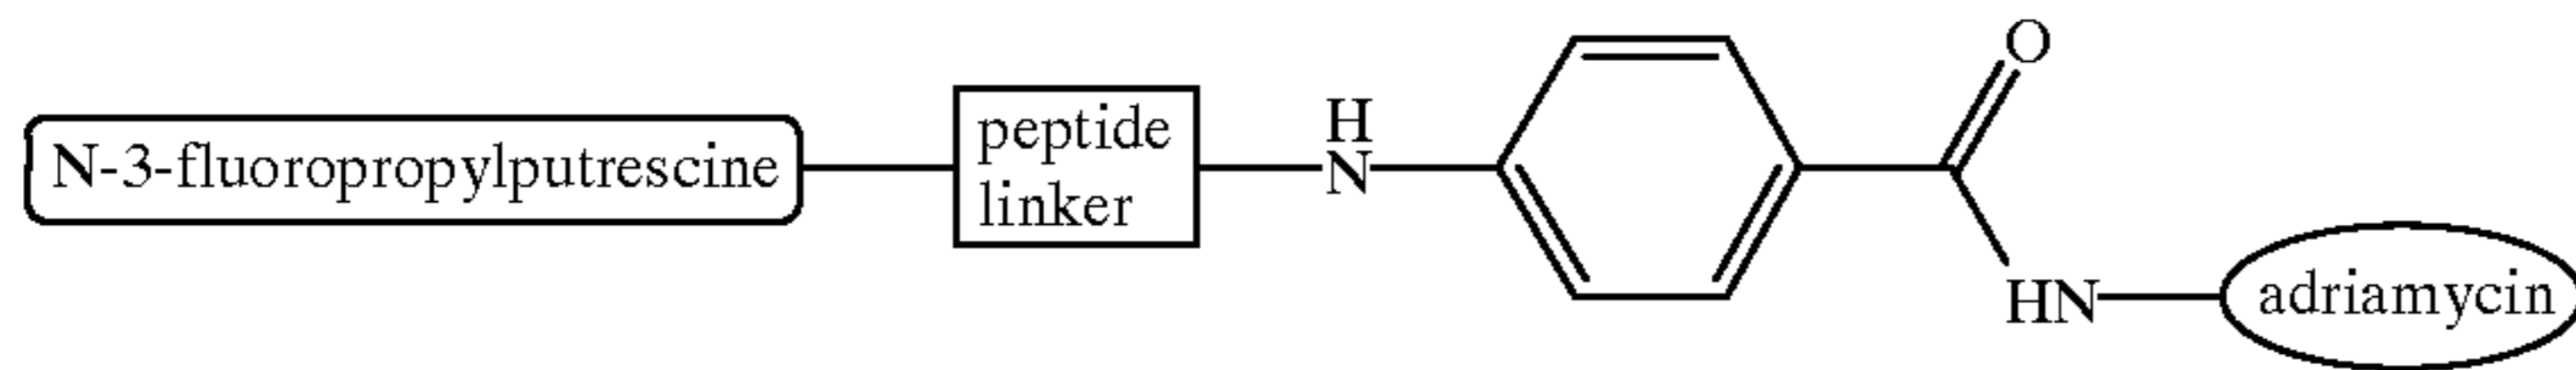 N-3-fluoropropylputrescine
peptide
linker
H
N
O
HN
adriamycin